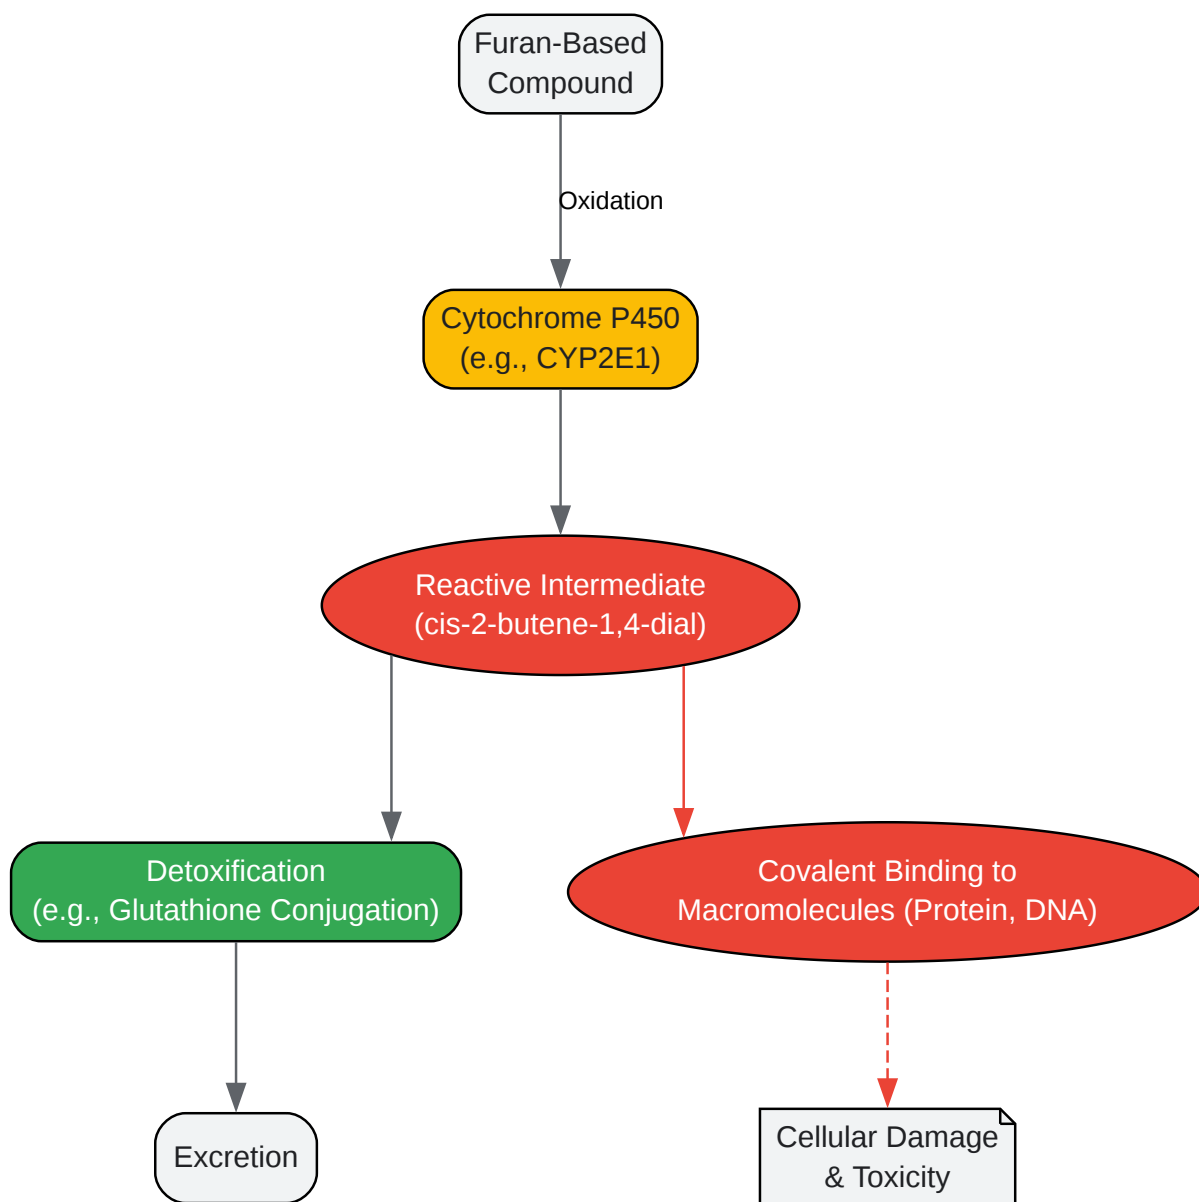 Furan-Based
Compound
Oxidation
Cytochrome P450
(e.g., CYP2E1)
Reactive Intermediate
(cis-2-butene-1,4-dial)
Detoxification
(e.g., Glutathione Conjugation)
Covalent Binding to
Macromolecules (Protein, DNA)
Excretion
Cellular Damage
& Toxicity